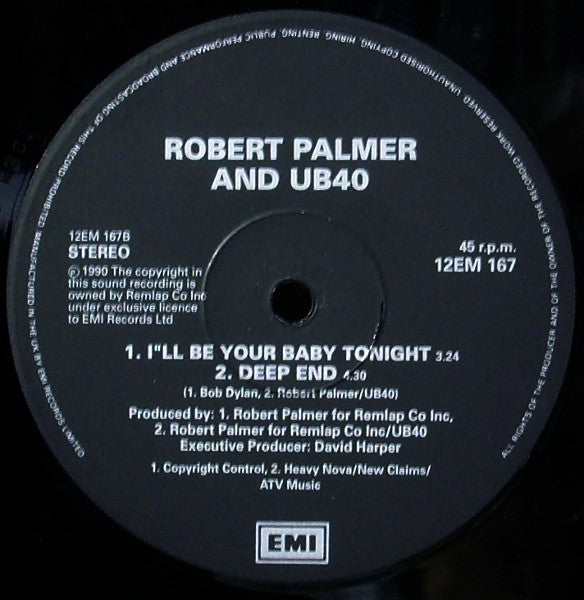 ALL RIGHTS OF THE PRODUCER AND OF THE OWNER OF THE RECORDED WORK RESERVED UNAUTHORISED COPYING, HIRING, RENTING, PUBLIC PERFORMANCE AND BROADCASTING OF THIS RECORD PROHIBITED MANUFACTURED IN THE UK BY EMI RECORDS LIMITED
ROBERT PALMER
AND UB40
12EM 167B
STEREO
℗ 1990 The copyright in
this sound recording is
owned by Remlap Co Inc
under exclusive licence
to EMI Records Ltd
45 r.p.m.
12EM 167
1. I"LL BE YOUR BABY TONIGHT 3.24
2. DEEP END 4.30
(1. Bob Dylan, 2. Robert Palmer/UB40)
Produced by: 1. Robert Palmer for Remlap Co Inc,
2. Robert Palmer for Remlap Co Inc/UB40
Executive Producer: David Harper
1. Copyright Control, 2. Heavy Nova/New Claims/
ATV Music
EMI